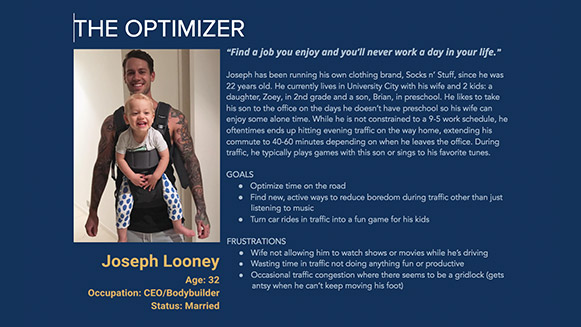 THE OPTIMIZER
"Find a job you enjoy and you'll never work a day in your life."
Joseph has been running his own clothing brand, Socks n' Stuff, since he was
22 years old. He currently lives in University City with his wife and 2 kids: a
daughter, Zoey, in 2nd grade and a son, Brian, in preschool. He likes to take
his son to the office on the days he doesn't have preschool so his wife can
enjoy some alone time. While he is not constrained to a 9-5 work schedule, he
oftentimes ends up hitting evening traffic on the way home, extending his
commute to 40-60 minutes depending on when he leaves the office. During
traffic, he typically plays games with this son or sings to his favorite tunes.
GOALS
● Optimize time on the road
● Find new, active ways to reduce boredom during traffic other than just
listening to music
● Turn car rides in traffic into a fun game for his kids
FRUSTRATIONS
● Wife not allowing him to watch shows or movies while he's driving
● Wasting time in traffic not doing anything fun or productive
● Occasional traffic congestion where there seems to be a gridlock (gets
antsy when he can't keep moving his foot)
Joseph Looney
Age: 32
Occupation: CEO/Bodybuilder
Status: Married